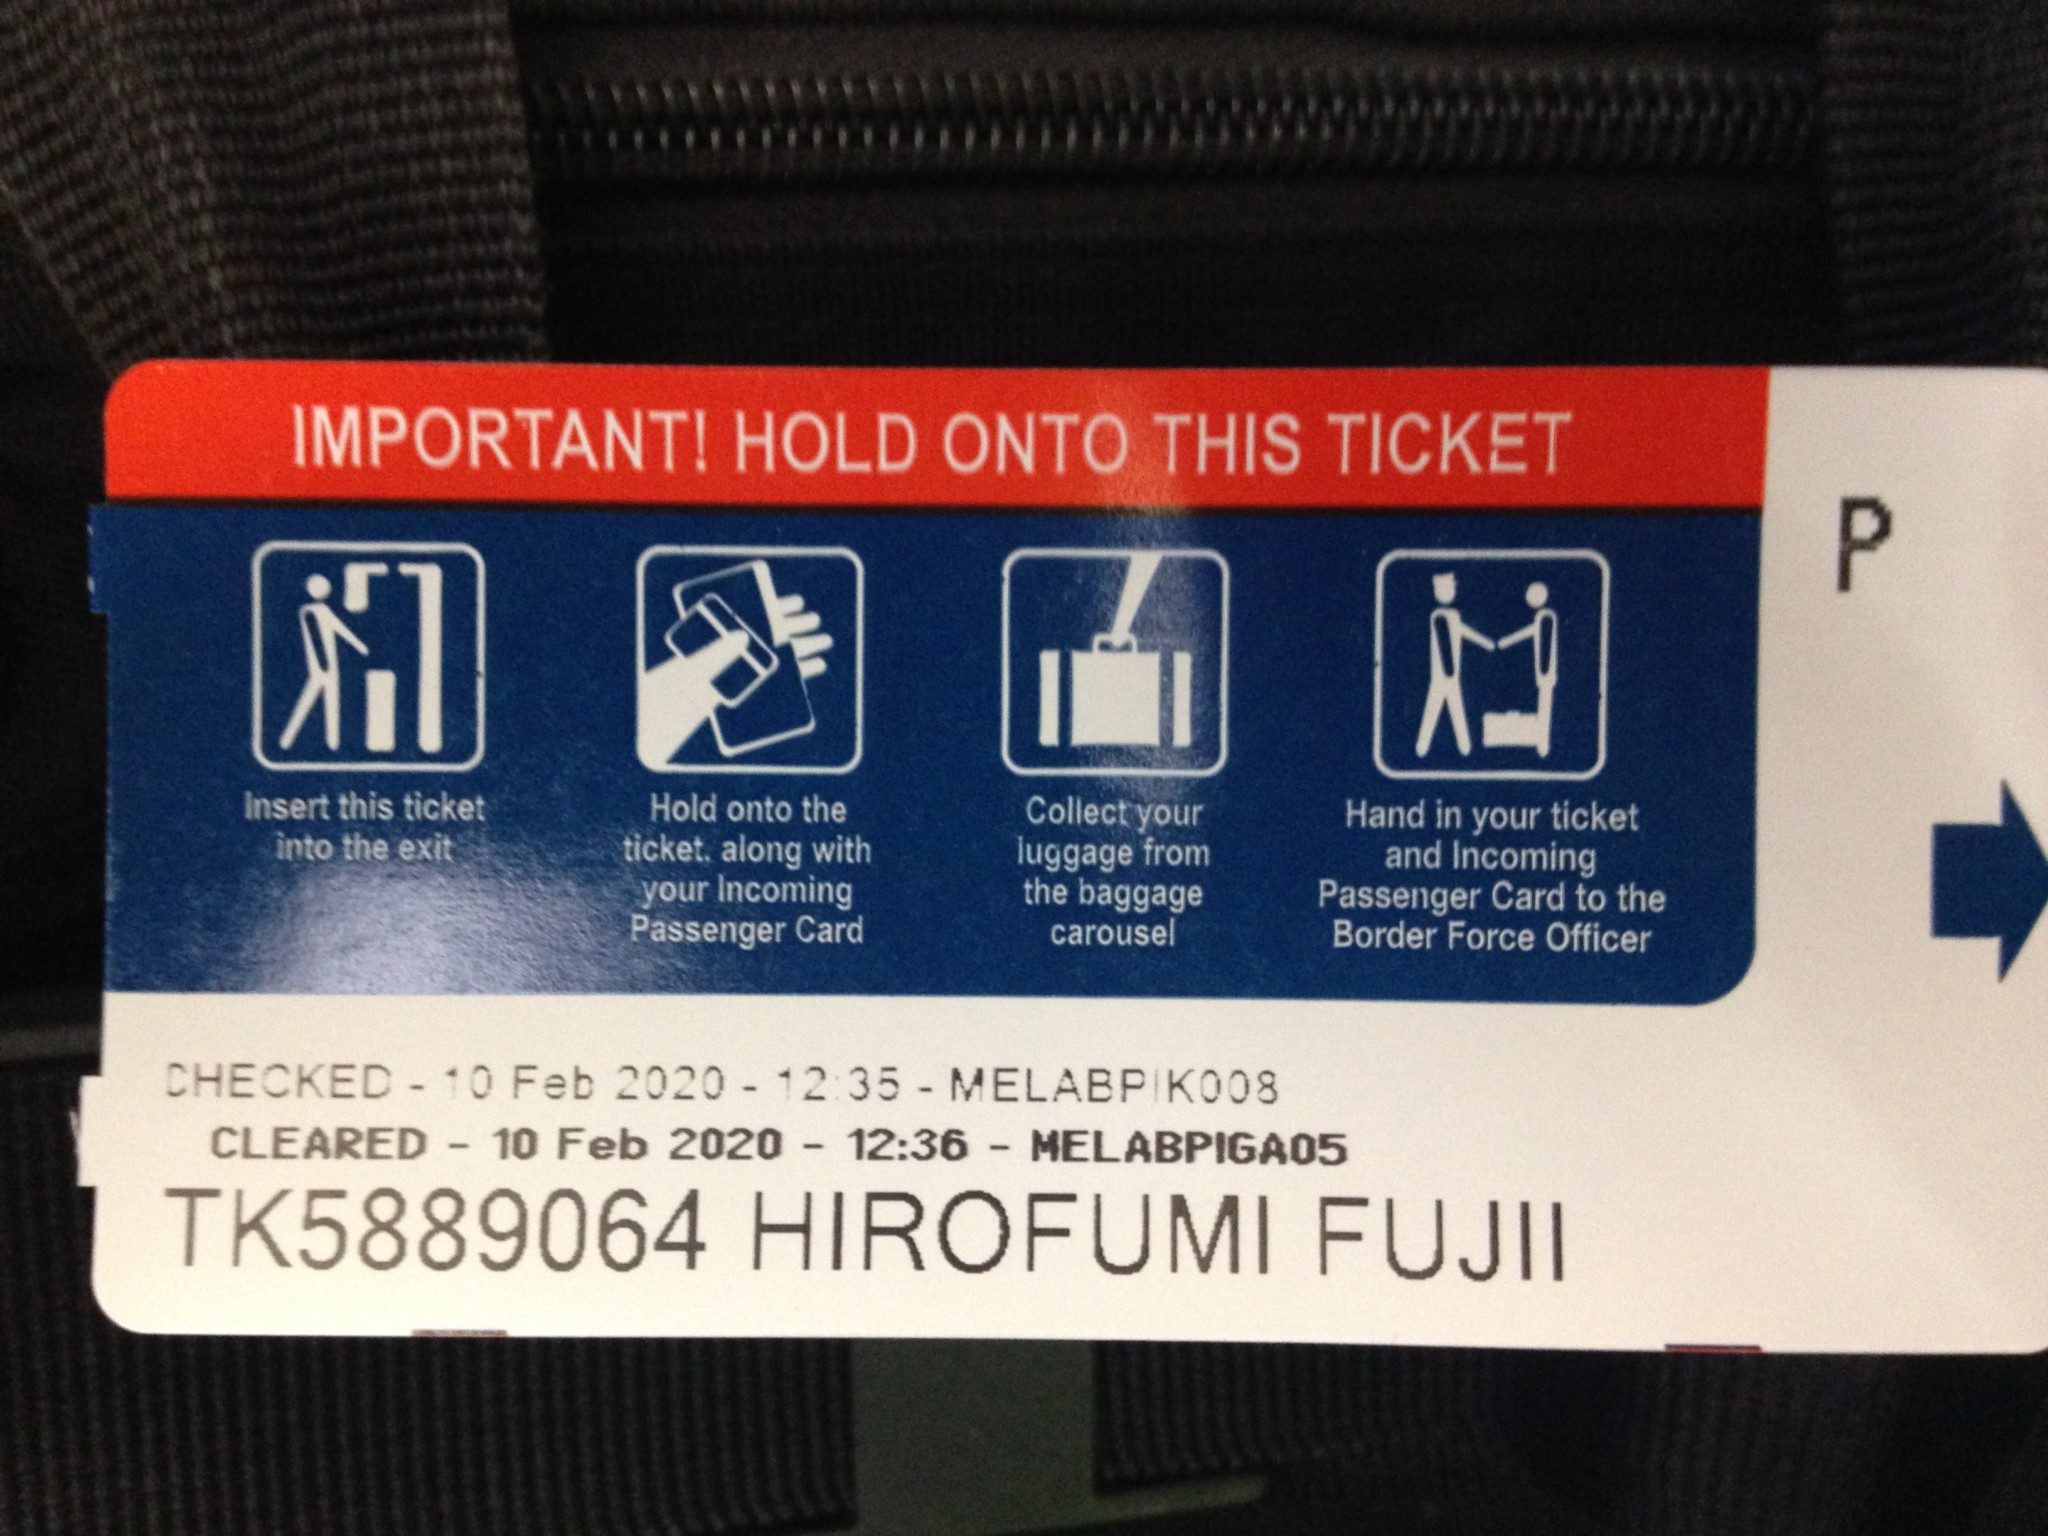 IMPORTANT! HOLD ONTO THIS TICKET
P
Insert this ticket
into the exit
Hold onto the
ticket. along with
your Incoming
Passenger Card
Collect your
luggage from
the baggage
carousel
Hand in your ticket
and Incoming
Passenger Card to the
Border Force Officer
CHECKED - 10 Feb 2020 - 12:35 - MELABPIK008
CLEARED - 10 Feb 2020 - 12:36 - MELABPIGA05
TK5889064 HIROFUMI FUJII